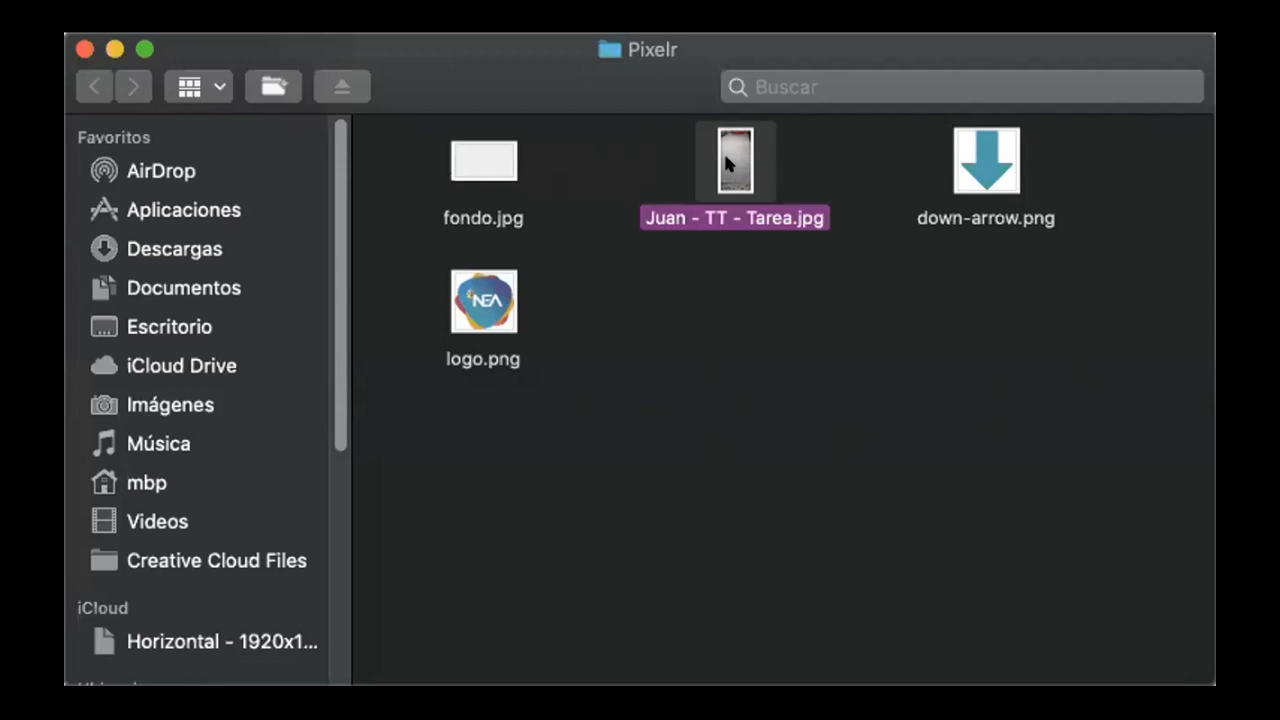 Pixelr
Buscar
Favoritos
AirDrop
Aplicaciones
Descargas
Documentos
Escritorio
iCloud Drive
Imágenes
Música
mbp
Videos
Creative Cloud Files
iCloud
Horizontal - 1920x1...
fondo.jpg
Juan - TT - Tarea.jpg
down-arrow.png
NEA
logo.png